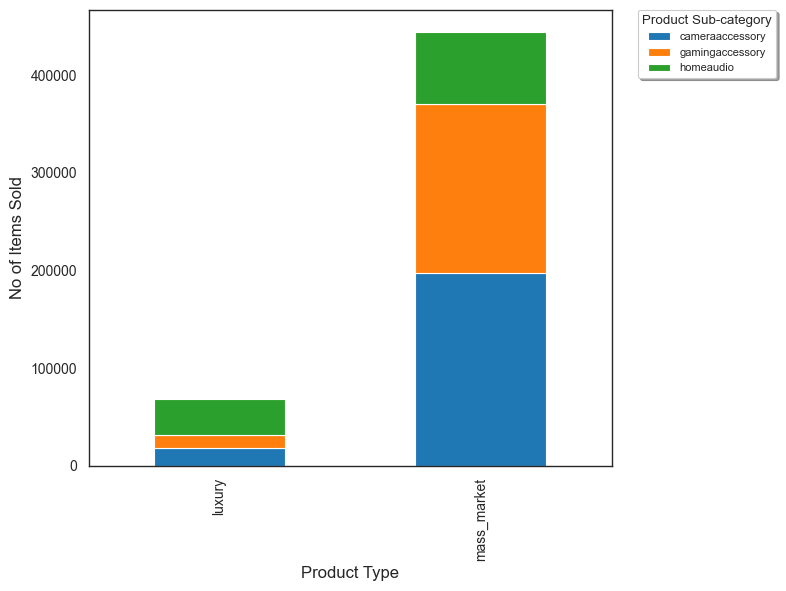 Product Sub-category
cameraaccessory
gamingaccessory
homeaudio
No of Items Sold
400000
300000
200000
100000
0
luxury
mass_market
Product Type